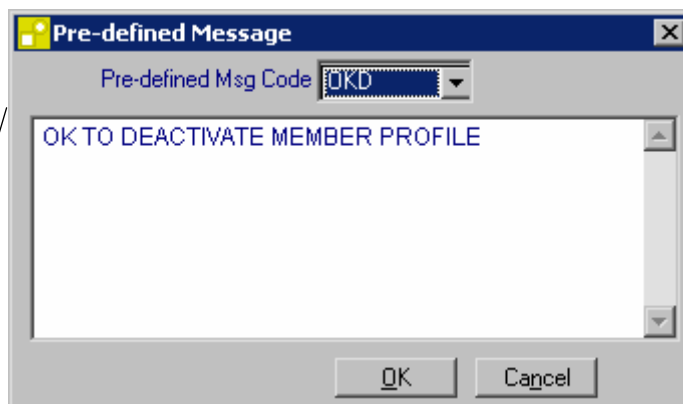 Pre-defined Message
Pre-defined Msg Code OKD
OK TO DEACTIVATE MEMBER PROFILE
OK Cancel